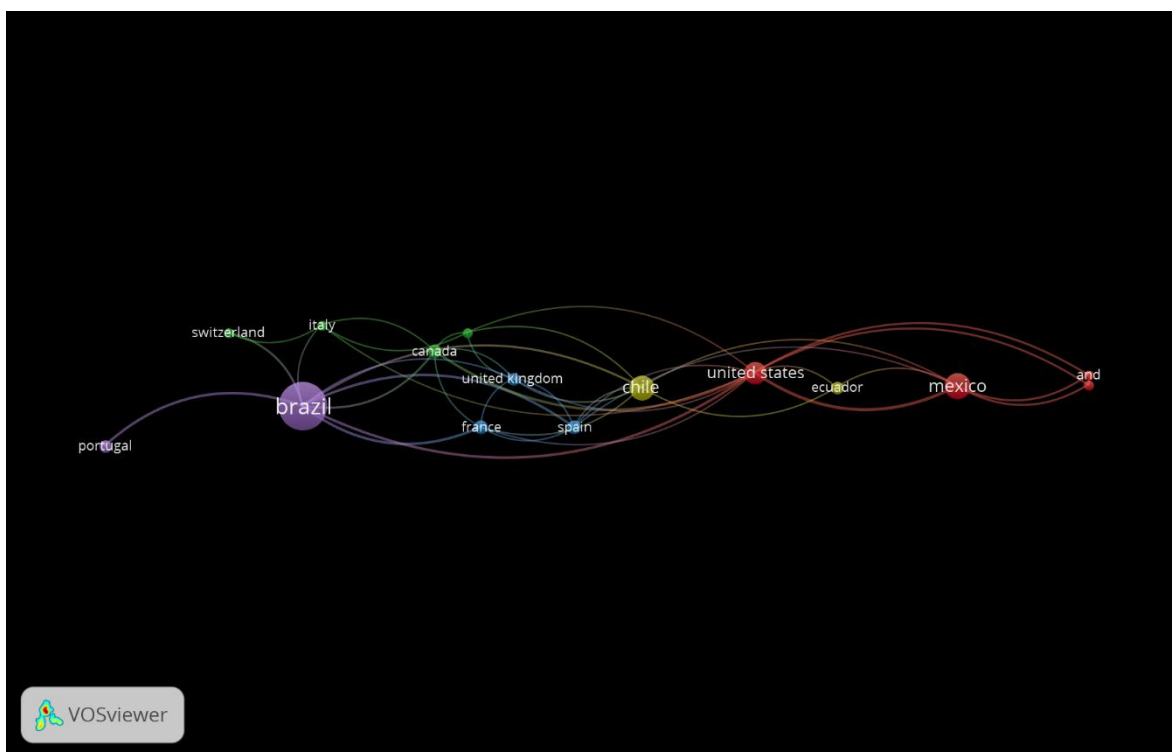 switzerland
italy
canada
united kingdom
chile
united states
ecuador
mexico
and
brazil
france
spain
portugal
VOSviewer